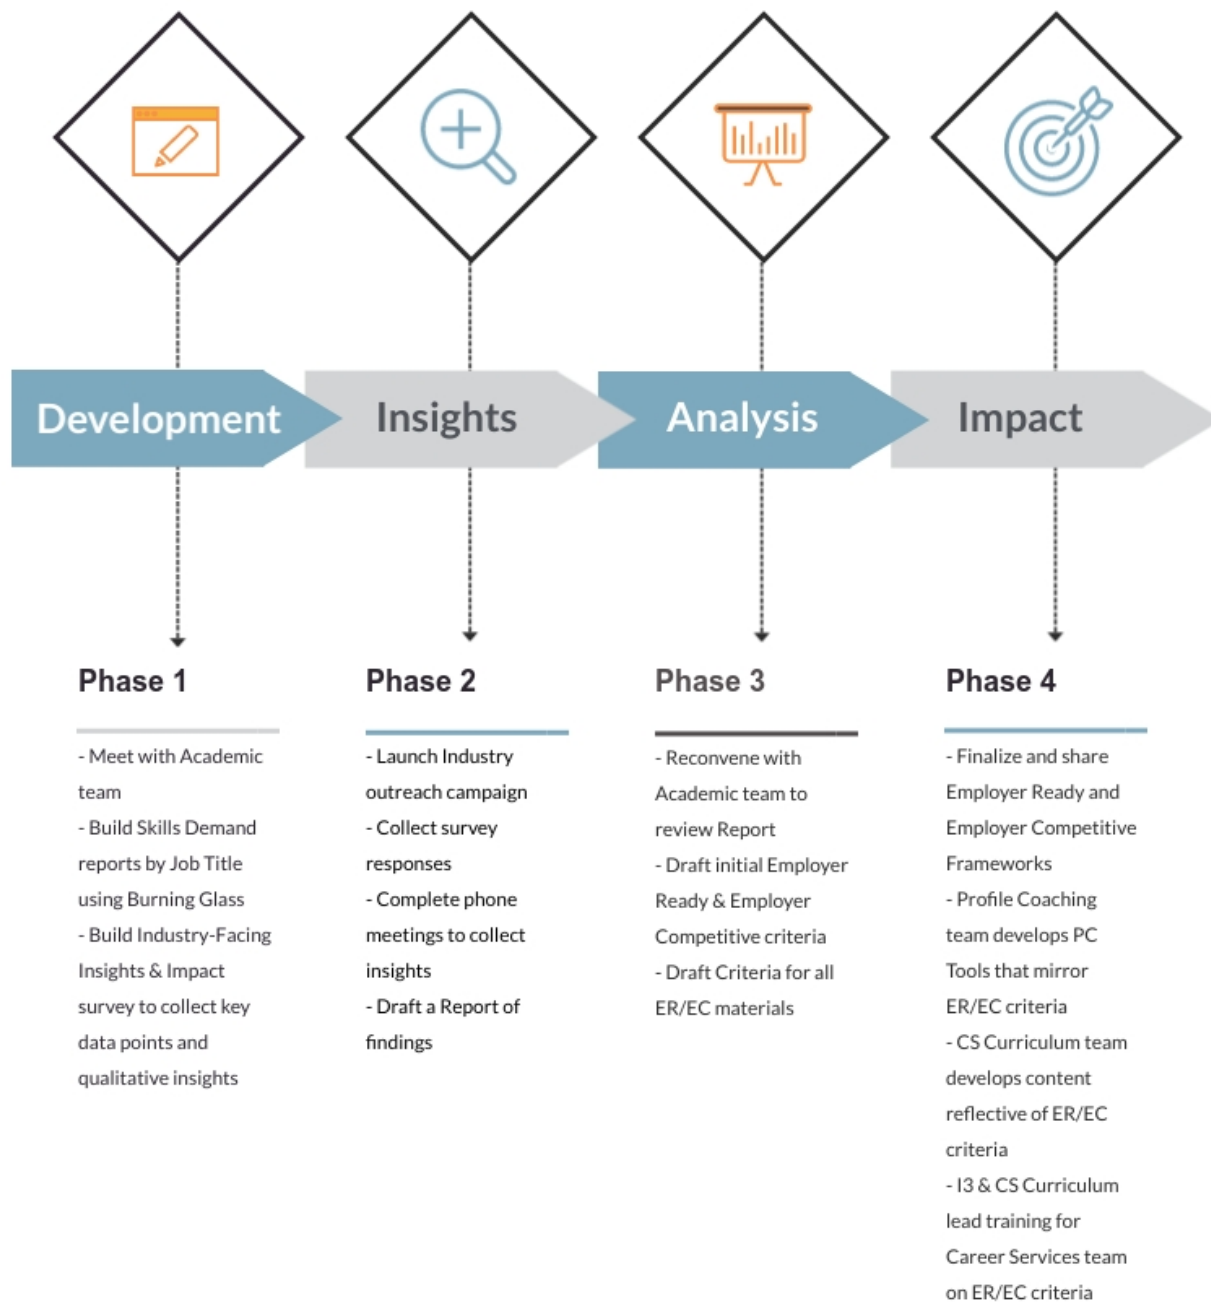 Development
Insights
Analysis
Impact
Phase 1
- Meet with Academic
team
- Build Skills Demand
reports by Job Title
using Burning Glass
- Build Industry-Facing
Insights & Impact
survey to collect key
data points and
qualitative insights
Phase 2
- Launch Industry
outreach campaign
- Collect survey
responses
- Complete phone
meetings to collect
insights
- Draft a Report of
findings
Phase 3
- Reconvene with
Academic team to
review Report
- Draft initial Employer
Ready & Employer
Competitive criteria
- Draft Criteria for all
ER/EC materials
Phase 4
- Finalize and share
Employer Ready and
Employer Competitive
Frameworks
- Profile Coaching
team develops PC
Tools that mirror
ER/EC criteria
- CS Curriculum team
develops content
reflective of ER/EC
criteria
- I3 & CS Curriculum
lead training for
Career Services team
on ER/EC criteria